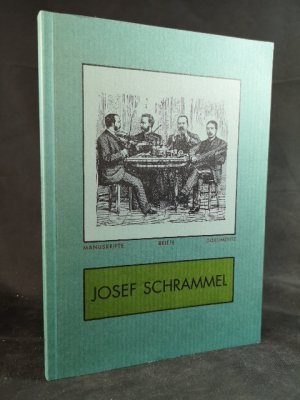 MANUSKRIPTE BRIEFE DOKUMENTE
JOSEF SCHRAMMEL